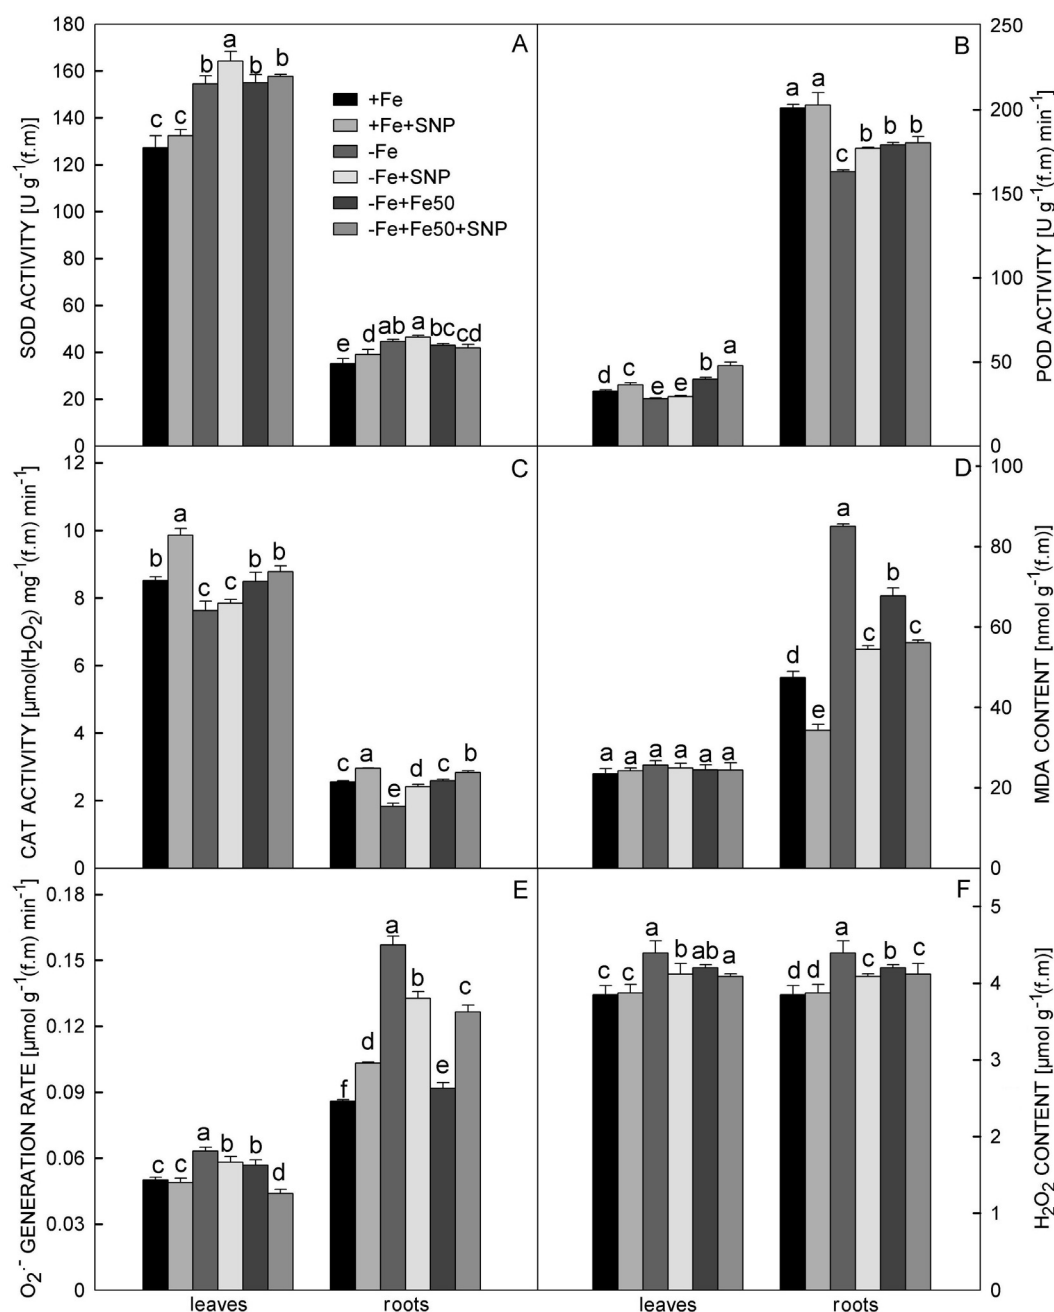 180
160
140
120
100
80
60
40
20
0
SOD ACTIVITY [U g⁻¹(f.m) min⁻¹]
A
c c b a b b
e d ab a bc cd
+Fe
+Fe+SNP
-Fe
-Fe+SNP
-Fe+Fe50
-Fe+Fe50+SNP
B
d c e e b a
a a c b b b
250
200
150
100
50
0
POD ACTIVITY [U g⁻¹(f.m) min⁻¹]
12
10
8
6
4
2
0
CAT ACTIVITY [µmol(H₂O₂) mg⁻¹(f.m) min⁻¹]
C
b a c c b b
c a e d c b
D
a a a a a a
d e a c b c
100
80
60
40
20
0
MDA CONTENT [nmol g⁻¹(f.m)]
0.18
0.15
0.12
0.09
0.06
0.03
0
O₂·⁻ GENERATION RATE [µmol g⁻¹(f.m) min⁻¹]
E
c c a b b d
f d a b e c
leaves roots
F
c c a b ab a
d d a c b c
leaves roots
5
4
3
2
1
0
H₂O₂ CONTENT [µmol g⁻¹(f.m)]